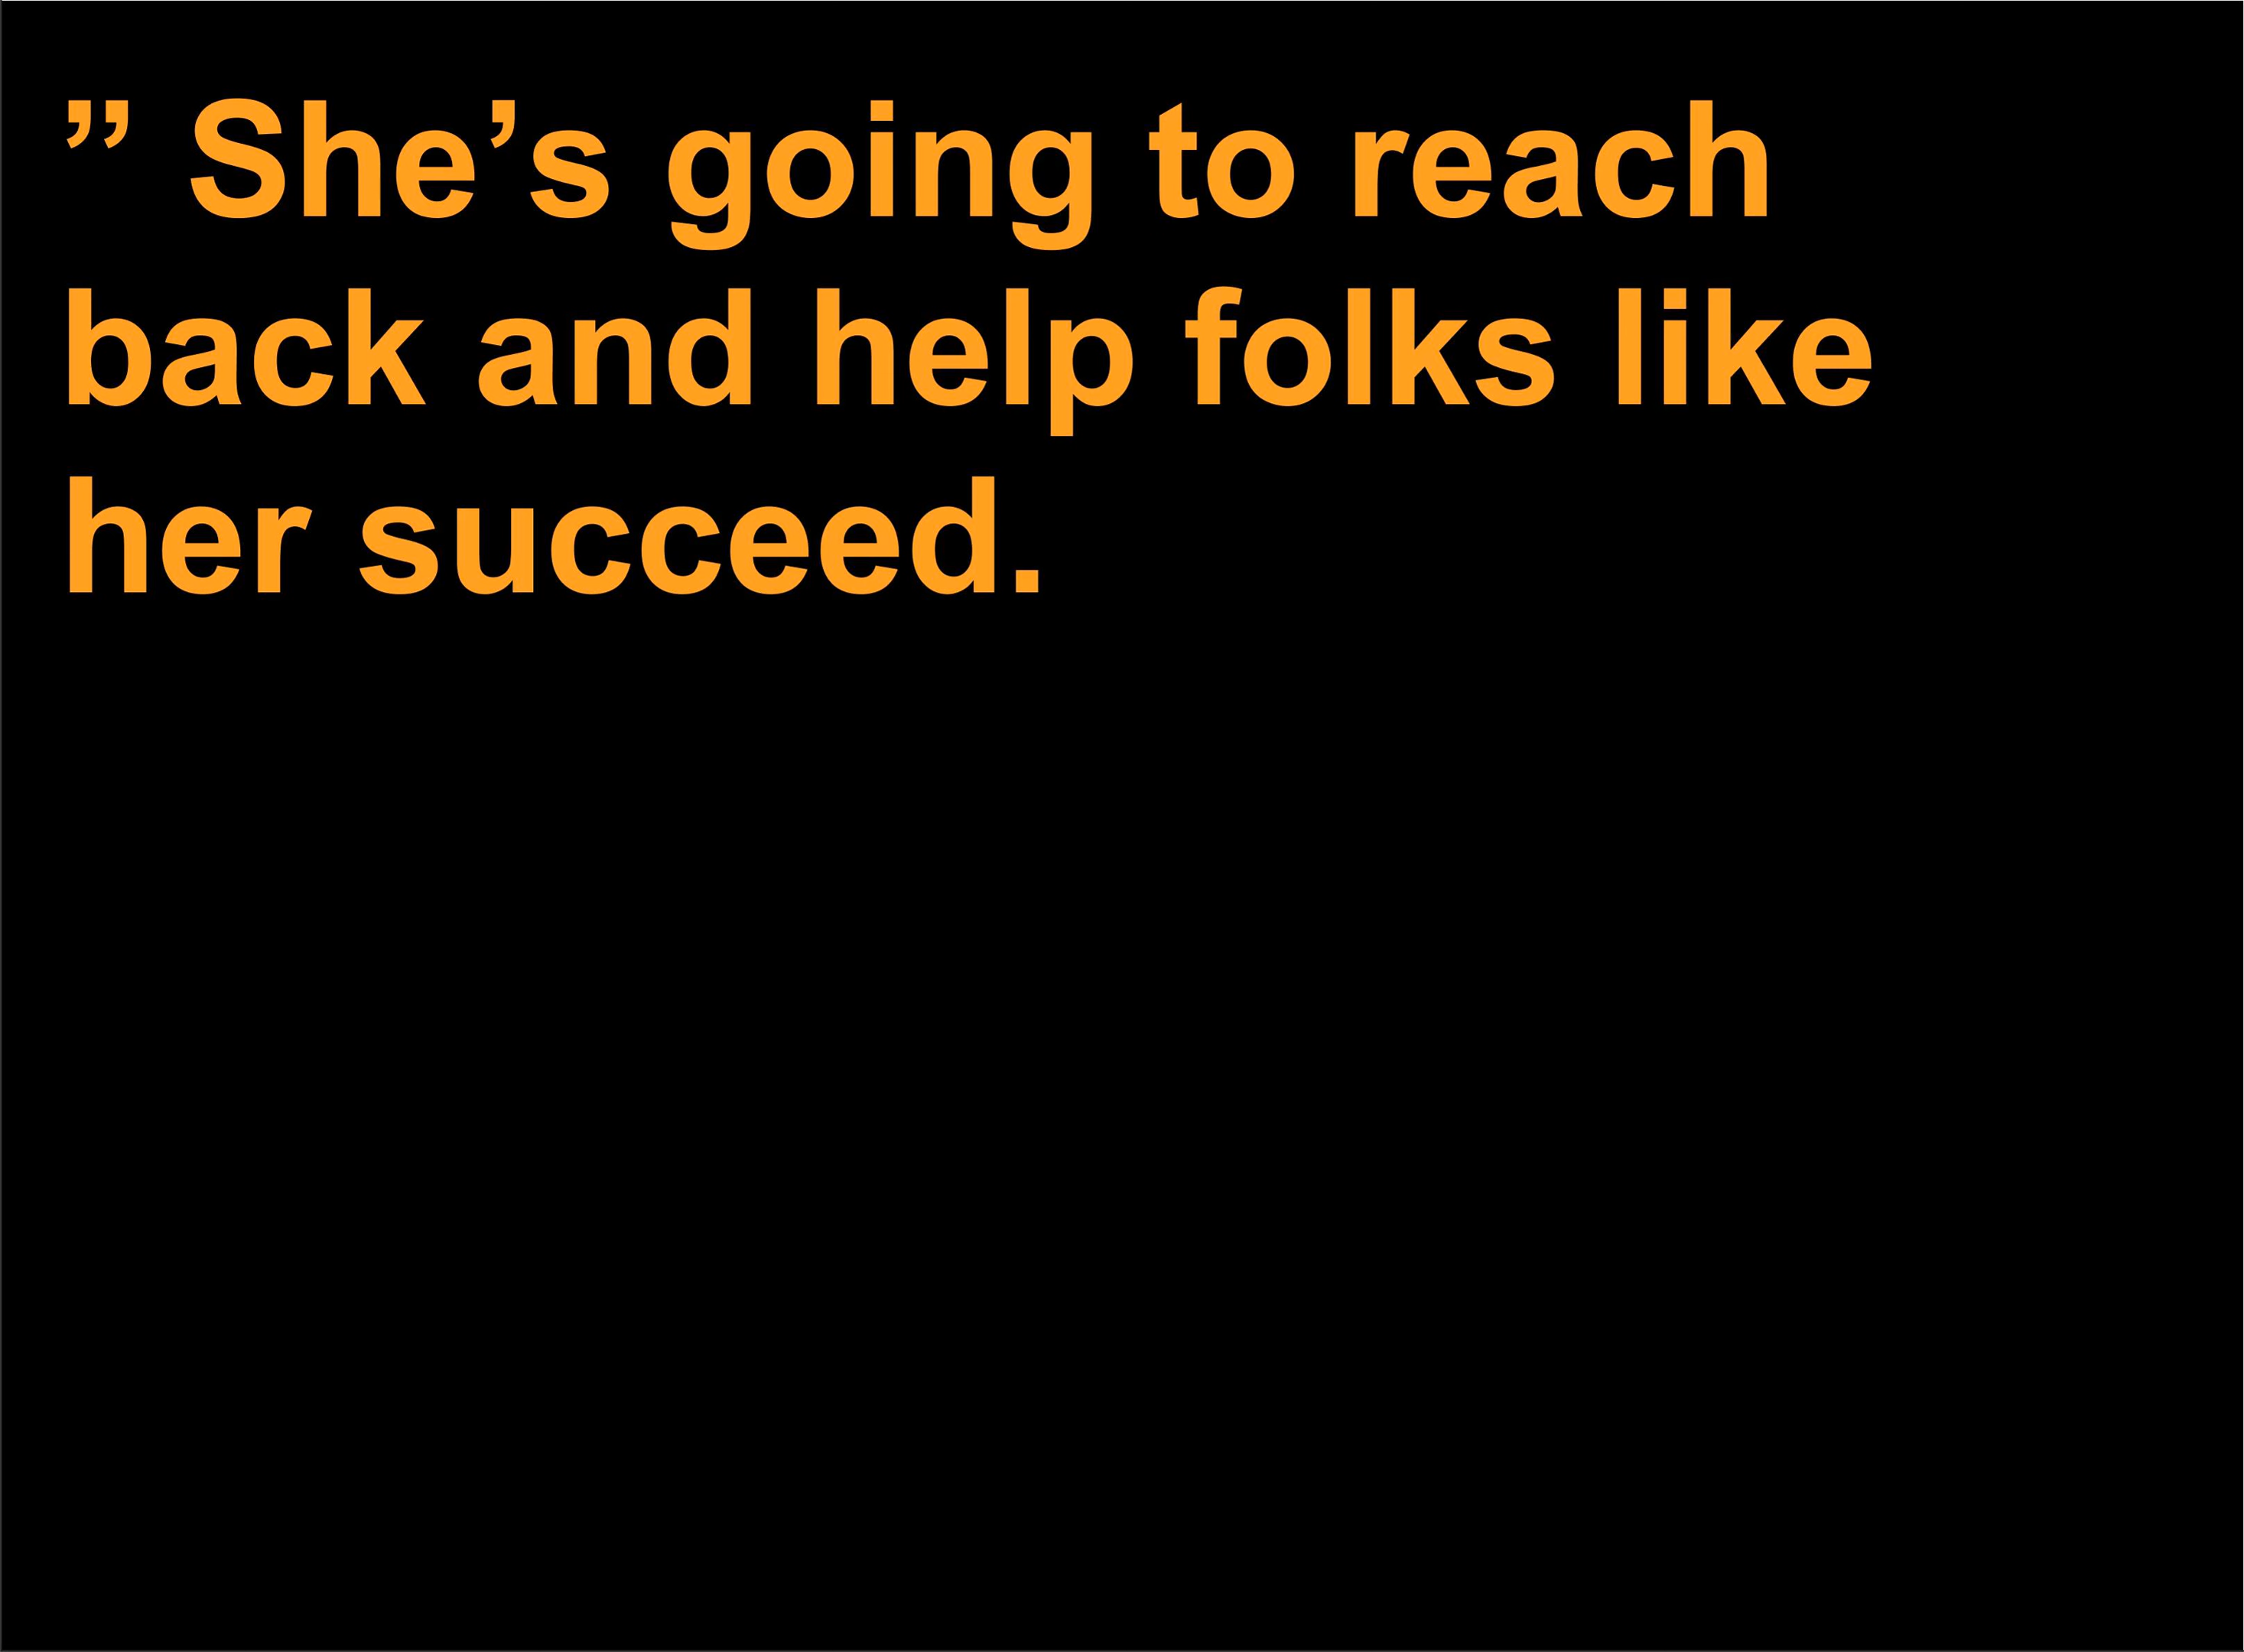 ” She’s going to reach
back and help folks like
her succeed.